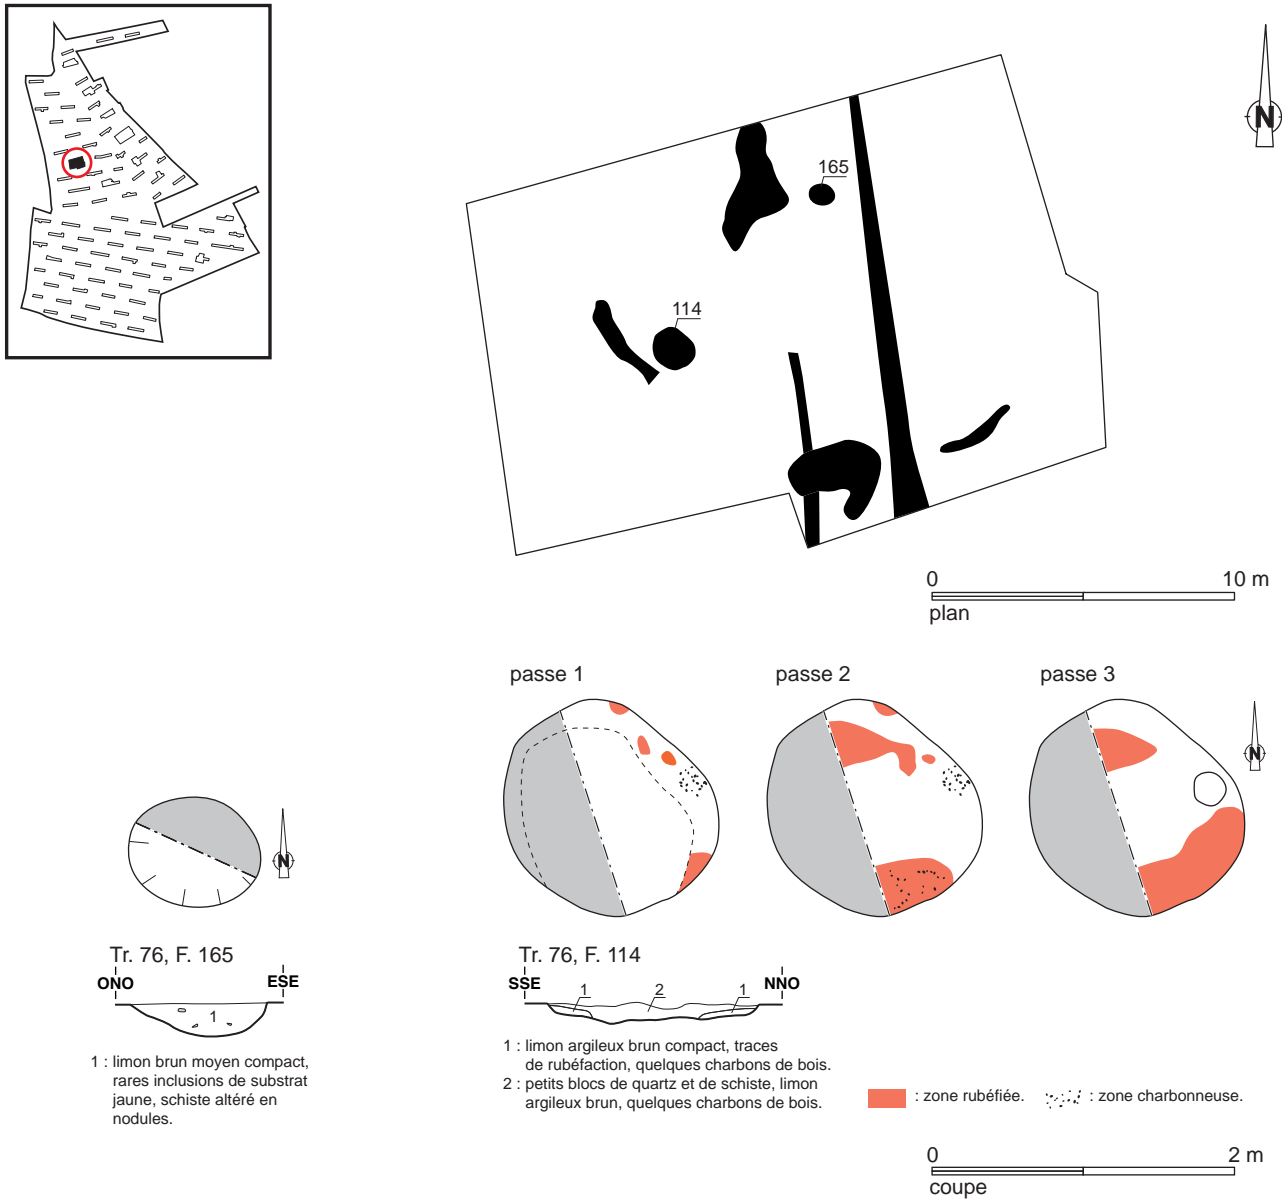 N
165
114
0 10 m
plan
passe 1
passe 2
passe 3
N
N
Tr. 76, F. 165
ONO ESE
1
1 : limon brun moyen compact,
rares inclusions de substrat
jaune, schiste altéré en
nodules.
Tr. 76, F. 114
SSE NNO
1 2 1
1 : limon argileux brun compact, traces
de rubéfaction, quelques charbons de bois.
2 : petits blocs de quartz et de schiste, limon
argileux brun, quelques charbons de bois.
: zone rubéfiée. : zone charbonneuse.
0 2 m
coupe